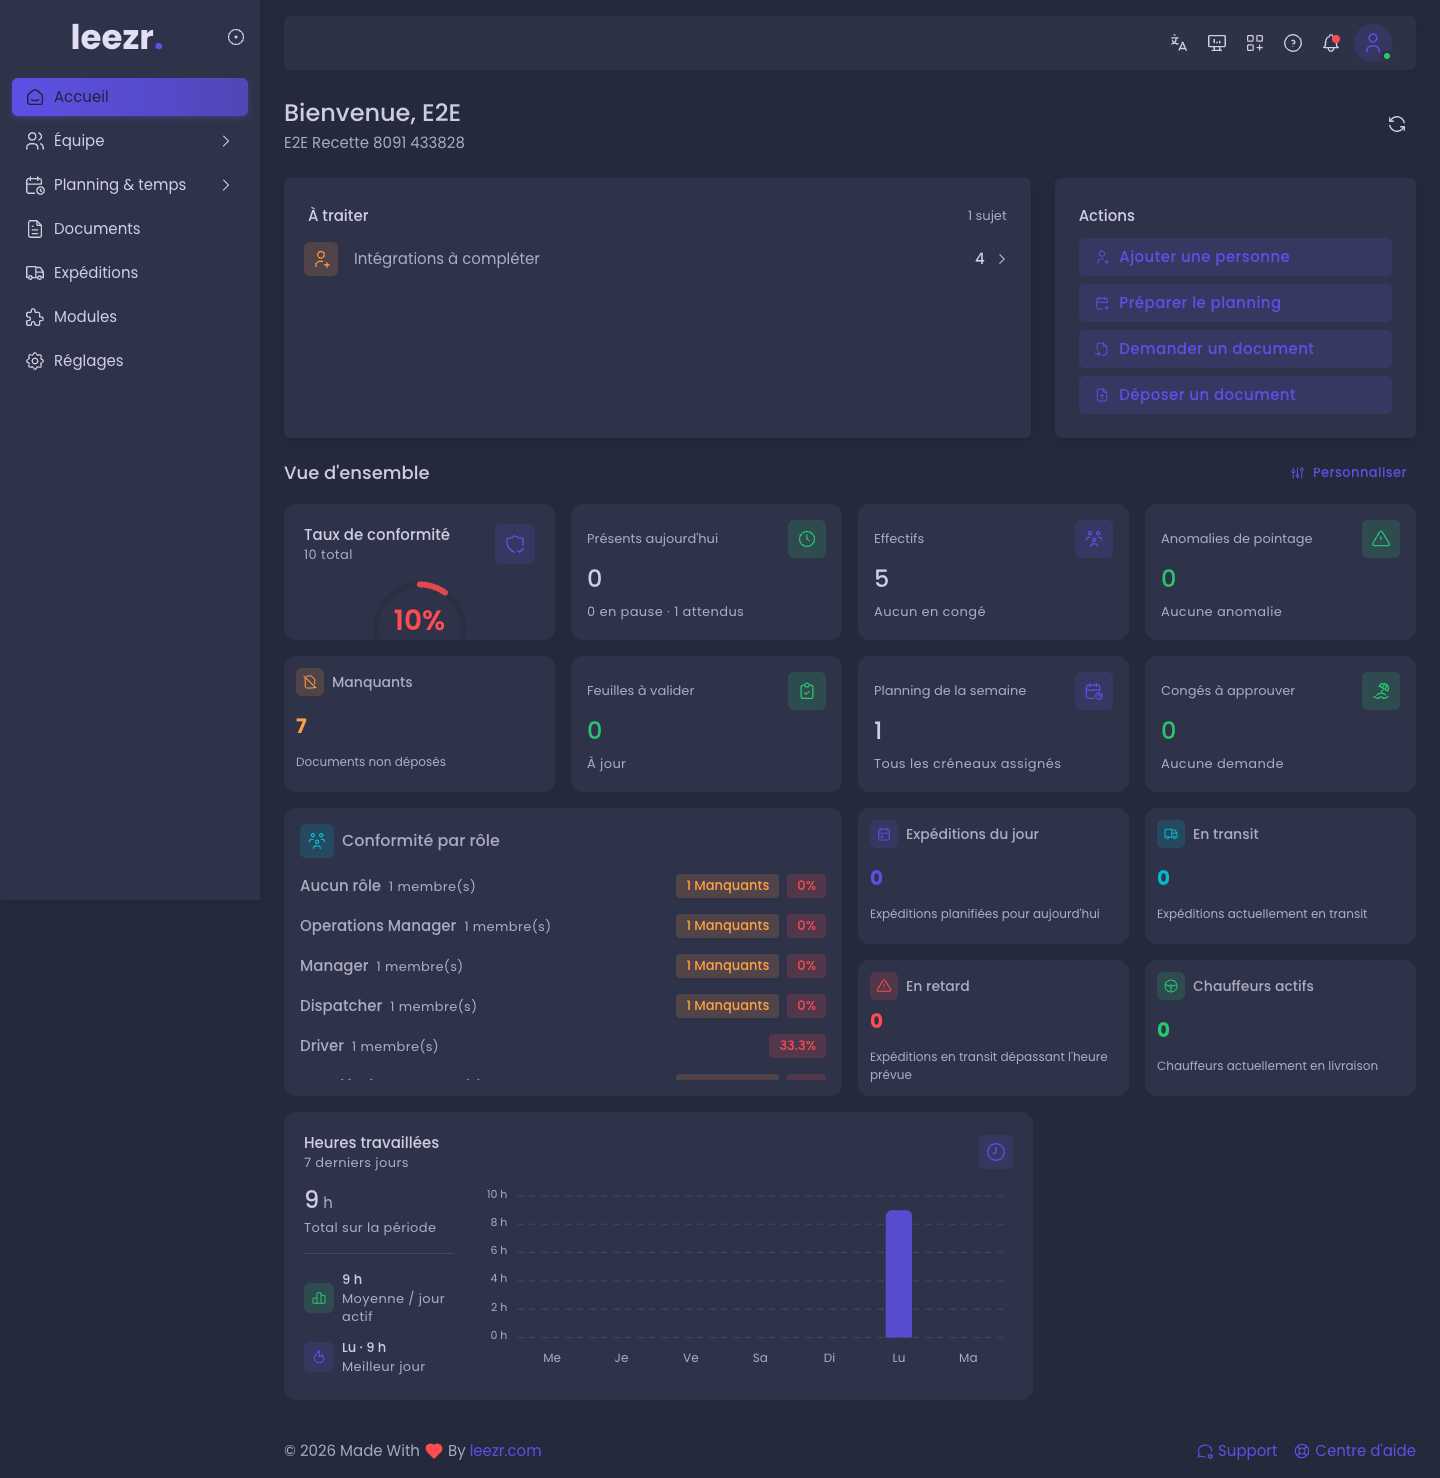 leezr.
Accueil
Équipe
Planning & temps
Documents
Expéditions
Modules
Réglages
Bienvenue, E2E
E2E Recette 8091 433828
À traiter
1 sujet
Intégrations à compléter
4
Actions
Ajouter une personne
Préparer le planning
Demander un document
Déposer un document
Vue d'ensemble
Personnaliser
Taux de conformité
10 total
10%
Présents aujourd'hui
0
0 en pause · 1 attendus
Effectifs
5
Aucun en congé
Anomalies de pointage
0
Aucune anomalie
Manquants
7
Documents non déposés
Feuilles à valider
0
À jour
Planning de la semaine
1
Tous les créneaux assignés
Congés à approuver
0
Aucune demande
Conformité par rôle
Aucun rôle 1 membre(s) 1 Manquants 0%
Operations Manager 1 membre(s) 1 Manquants 0%
Manager 1 membre(s) 1 Manquants 0%
Dispatcher 1 membre(s) 1 Manquants 0%
Driver 1 membre(s) 33.3%
Expéditions du jour
0
Expéditions planifiées pour aujourd'hui
En transit
0
Expéditions actuellement en transit
En retard
0
Expéditions en transit dépassant l'heure
prévue
Chauffeurs actifs
0
Chauffeurs actuellement en livraison
Heures travaillées
7 derniers jours
9 h
Total sur la période
9 h
Moyenne / jour
actif
Lu · 9 h
Meilleur jour
10 h
8 h
6 h
4 h
2 h
0 h
Me Je Ve Sa Di Lu Ma
© 2026 Made With By leezr.com
Support
Centre d'aide